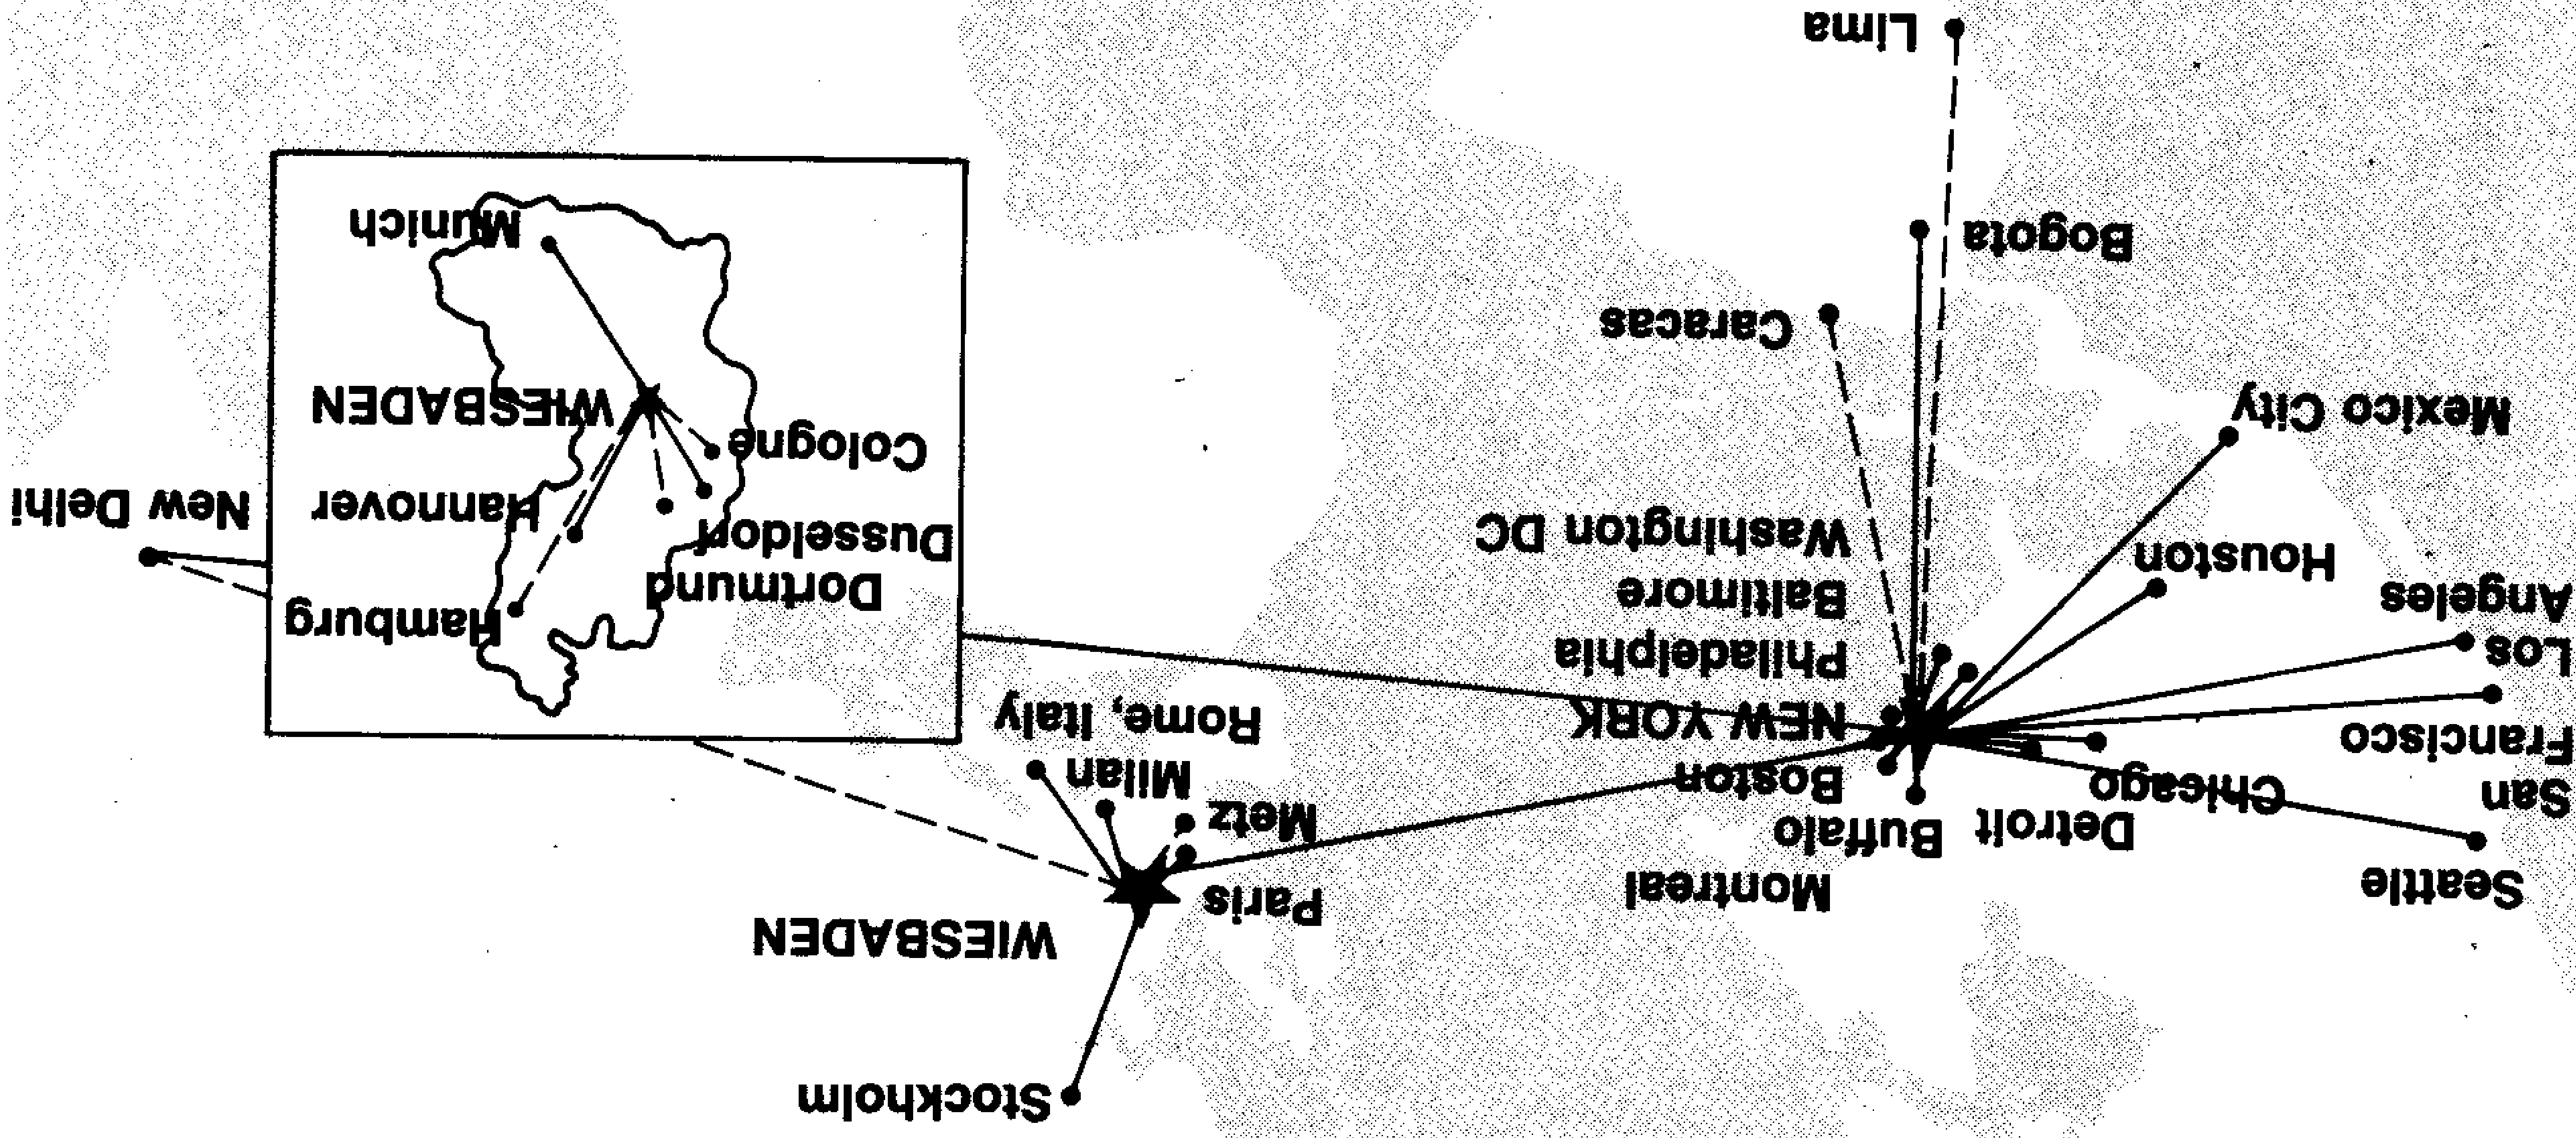 Seattle
San
Francisco
Los
Angeles
Chicago
Detroit
Houston
Mexico City
Montreal
Buffalo
Boston
NEW YORK
Philadelphia
Baltimore
Washington DC
Caracas
Bogota
Lima
Stockholm
WIESBADEN
Paris
Metz
Milan
Rome, Italy
Hamburg
Dortmund
Dusseldorf
Hannover
Cologne
WIESBADEN
Munich
New Delhi